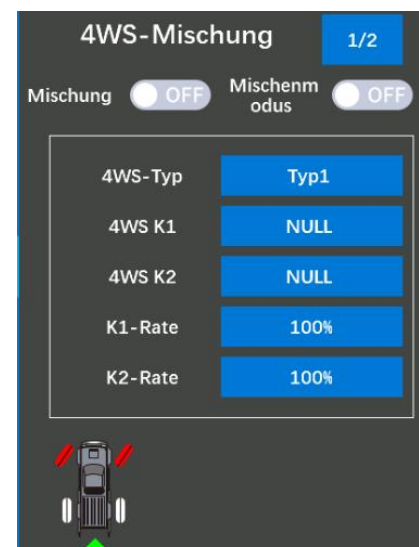 4WS-Mischung 1/2
Mischung OFF Mischenm
odus OFF
4WS-Typ Typ1
4WS K1 NULL
4WS K2 NULL
K1-Rate 100%
K2-Rate 100%